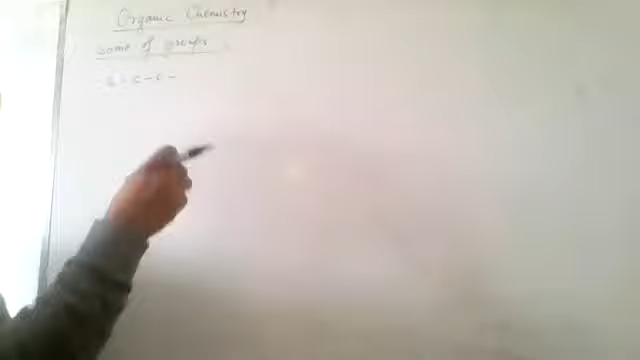 Organic Chemistry
some of groups
- C - C - C -